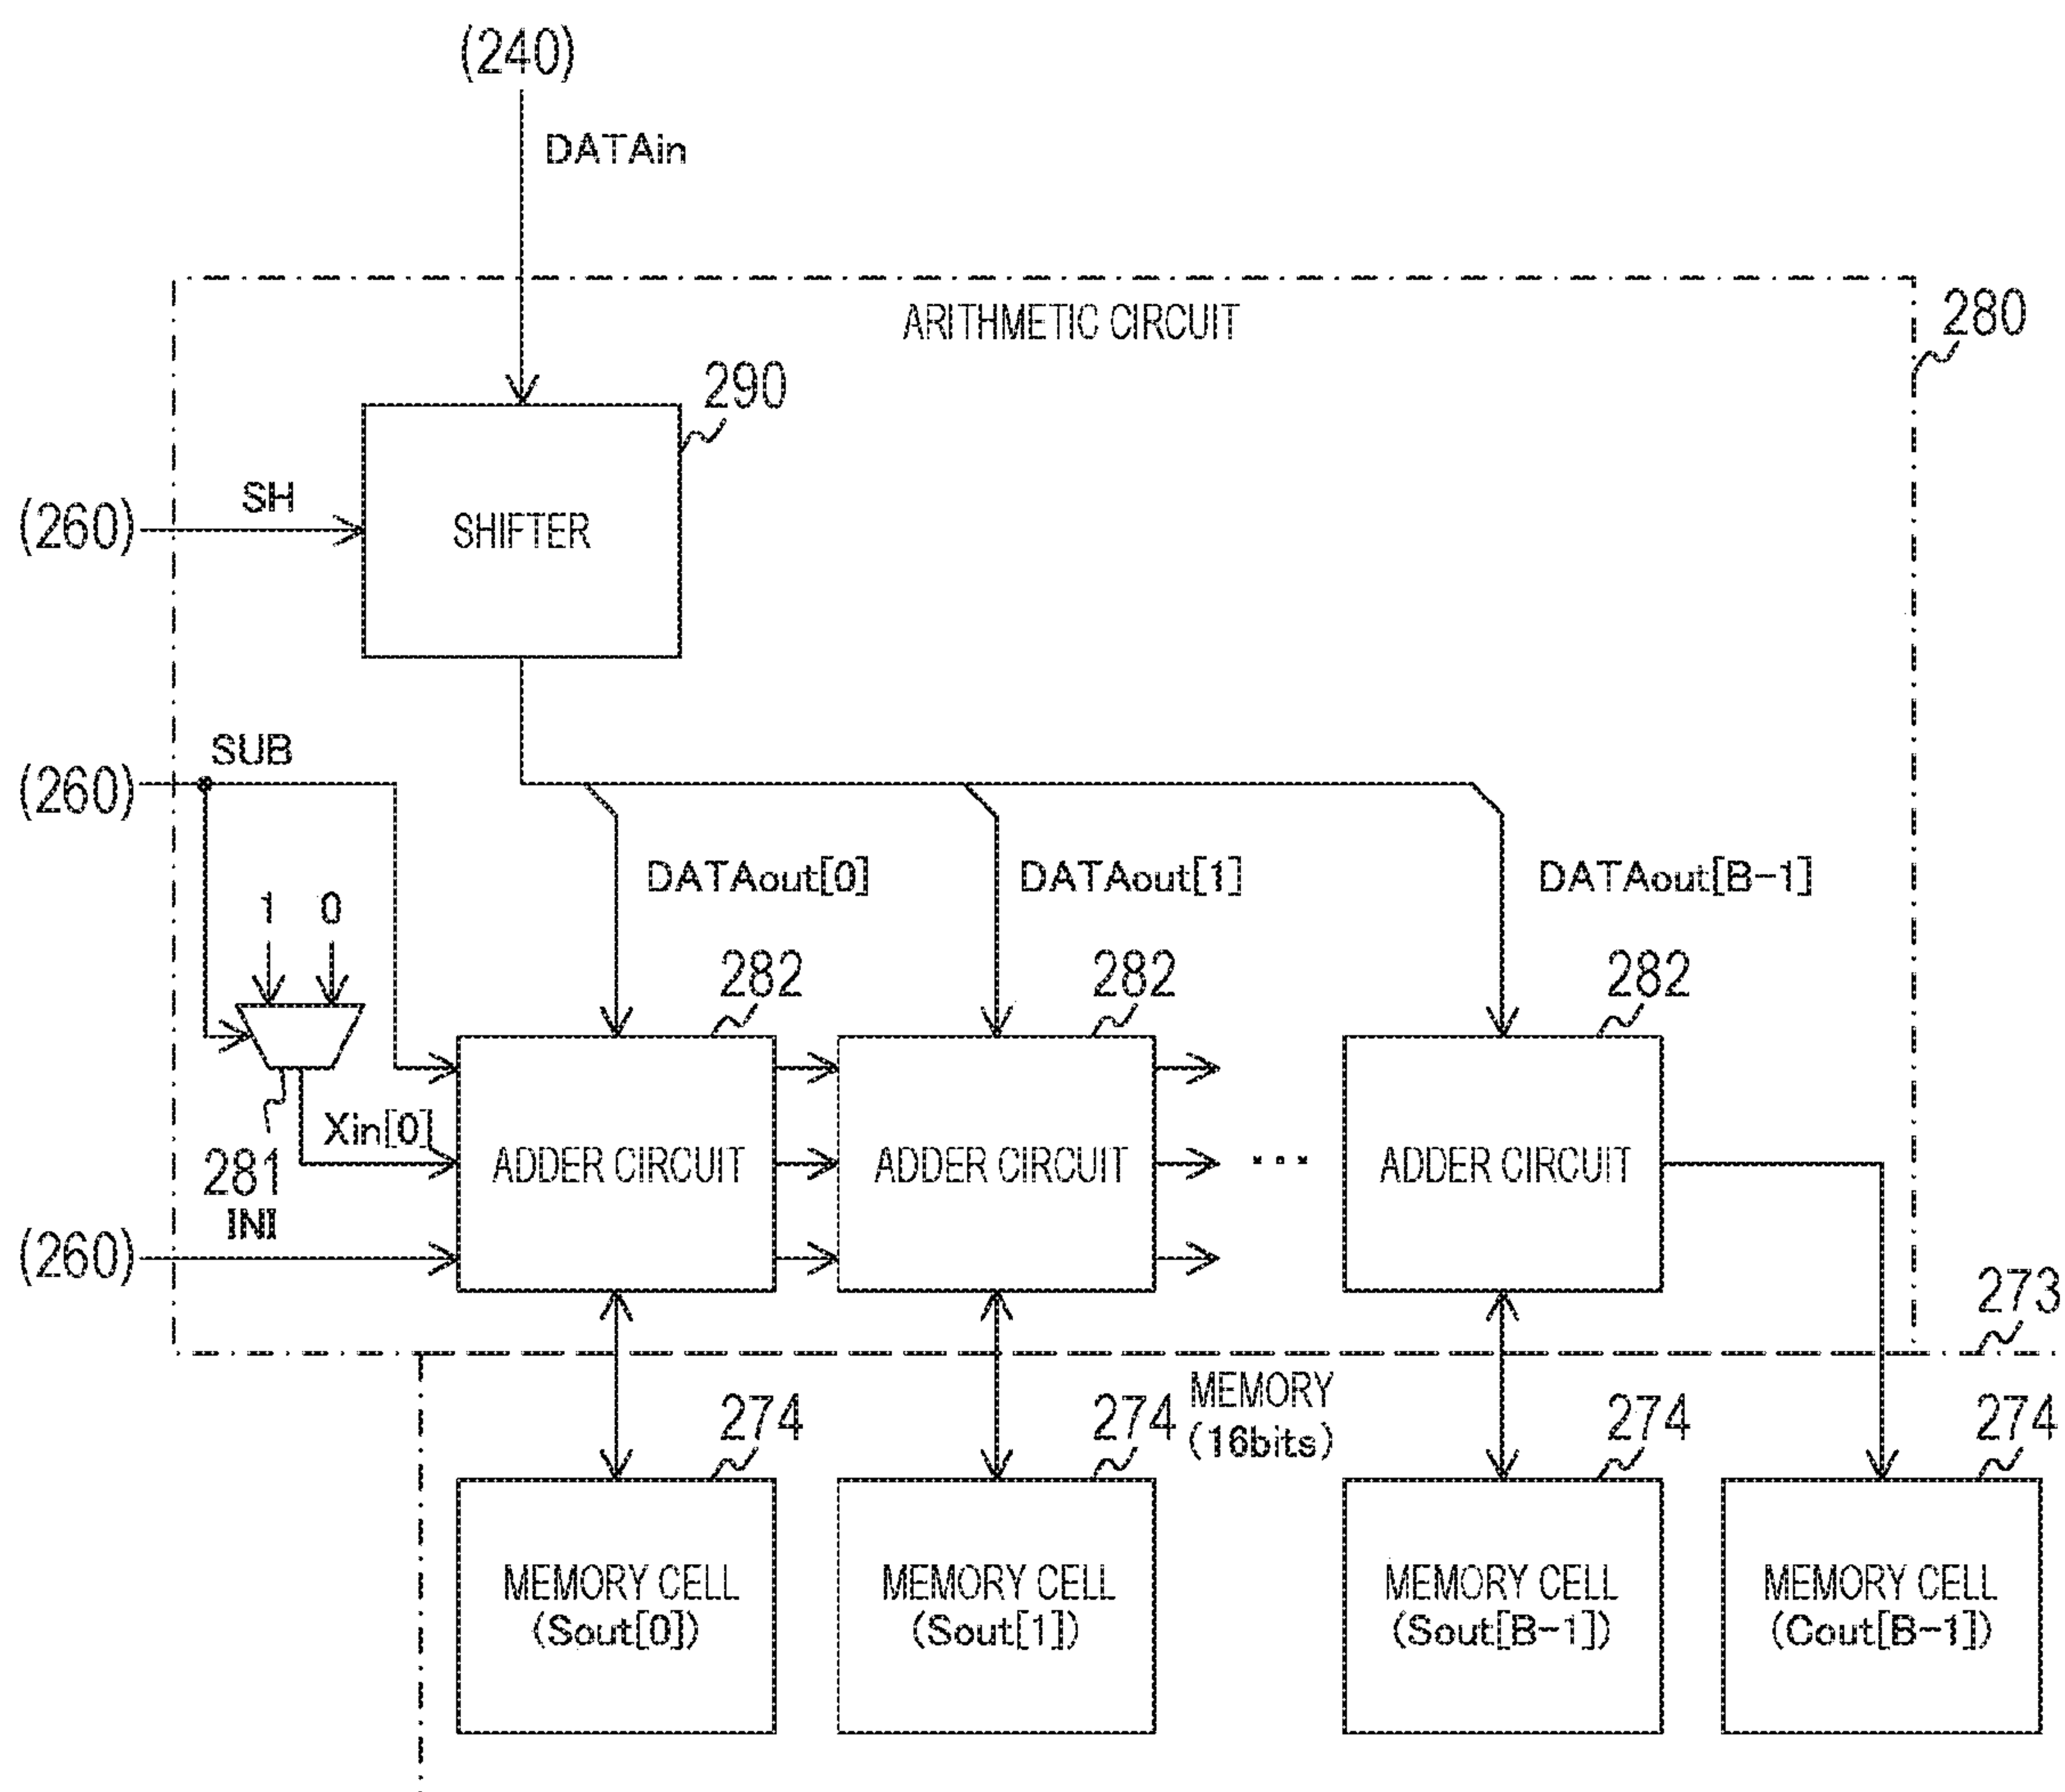 (240)
DATAin
ARITHMETIC CIRCUIT
280
290
SH
(260)
SHIFTER
SUB
(260)
DATAout[0]
DATAout[1]
DATAout[B-1]
1 0
282
282
282
Xin[0]
ADDER CIRCUIT
ADDER CIRCUIT
...
ADDER CIRCUIT
281
INI
(260)
273
MEMORY
(16bits)
274
274
274
274
MEMORY CELL
(Sout[0])
MEMORY CELL
(Sout[1])
MEMORY CELL
(Sout[B-1])
MEMORY CELL
(Cout[B-1])